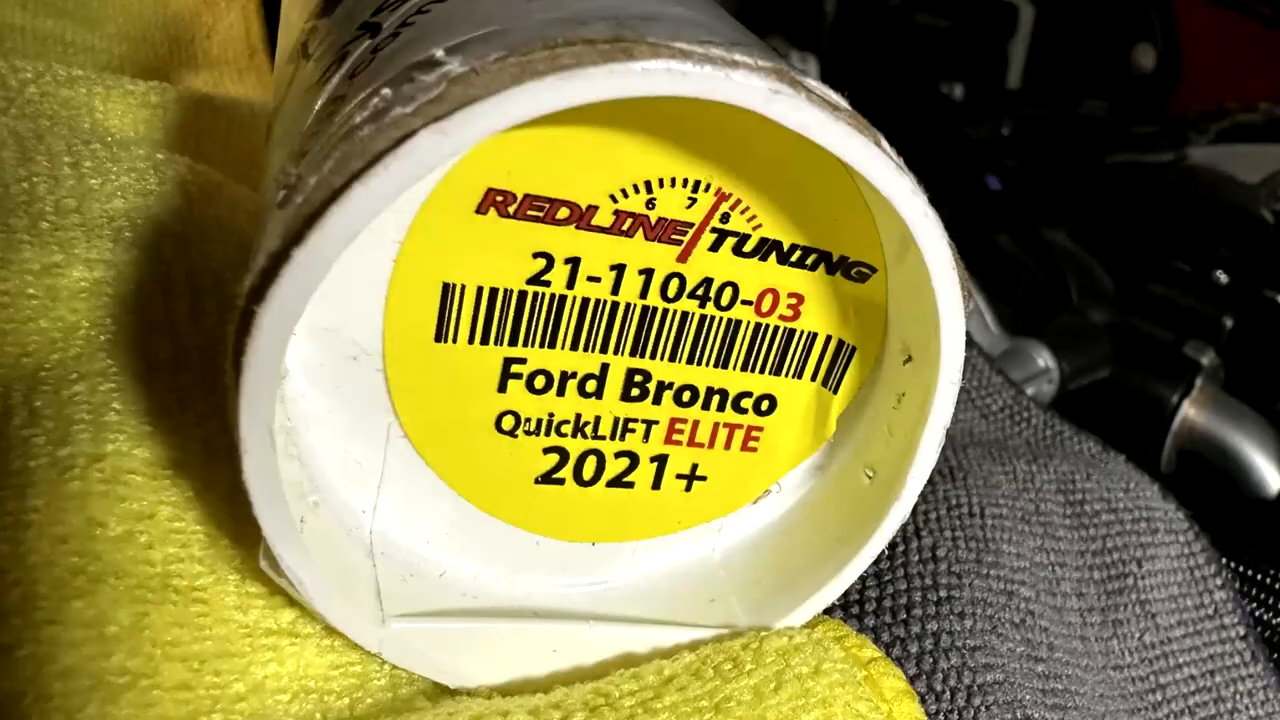 6 7 8
REDLINE TUNING
21-11040-03
Ford Bronco
QuickLIFT ELITE
2021+